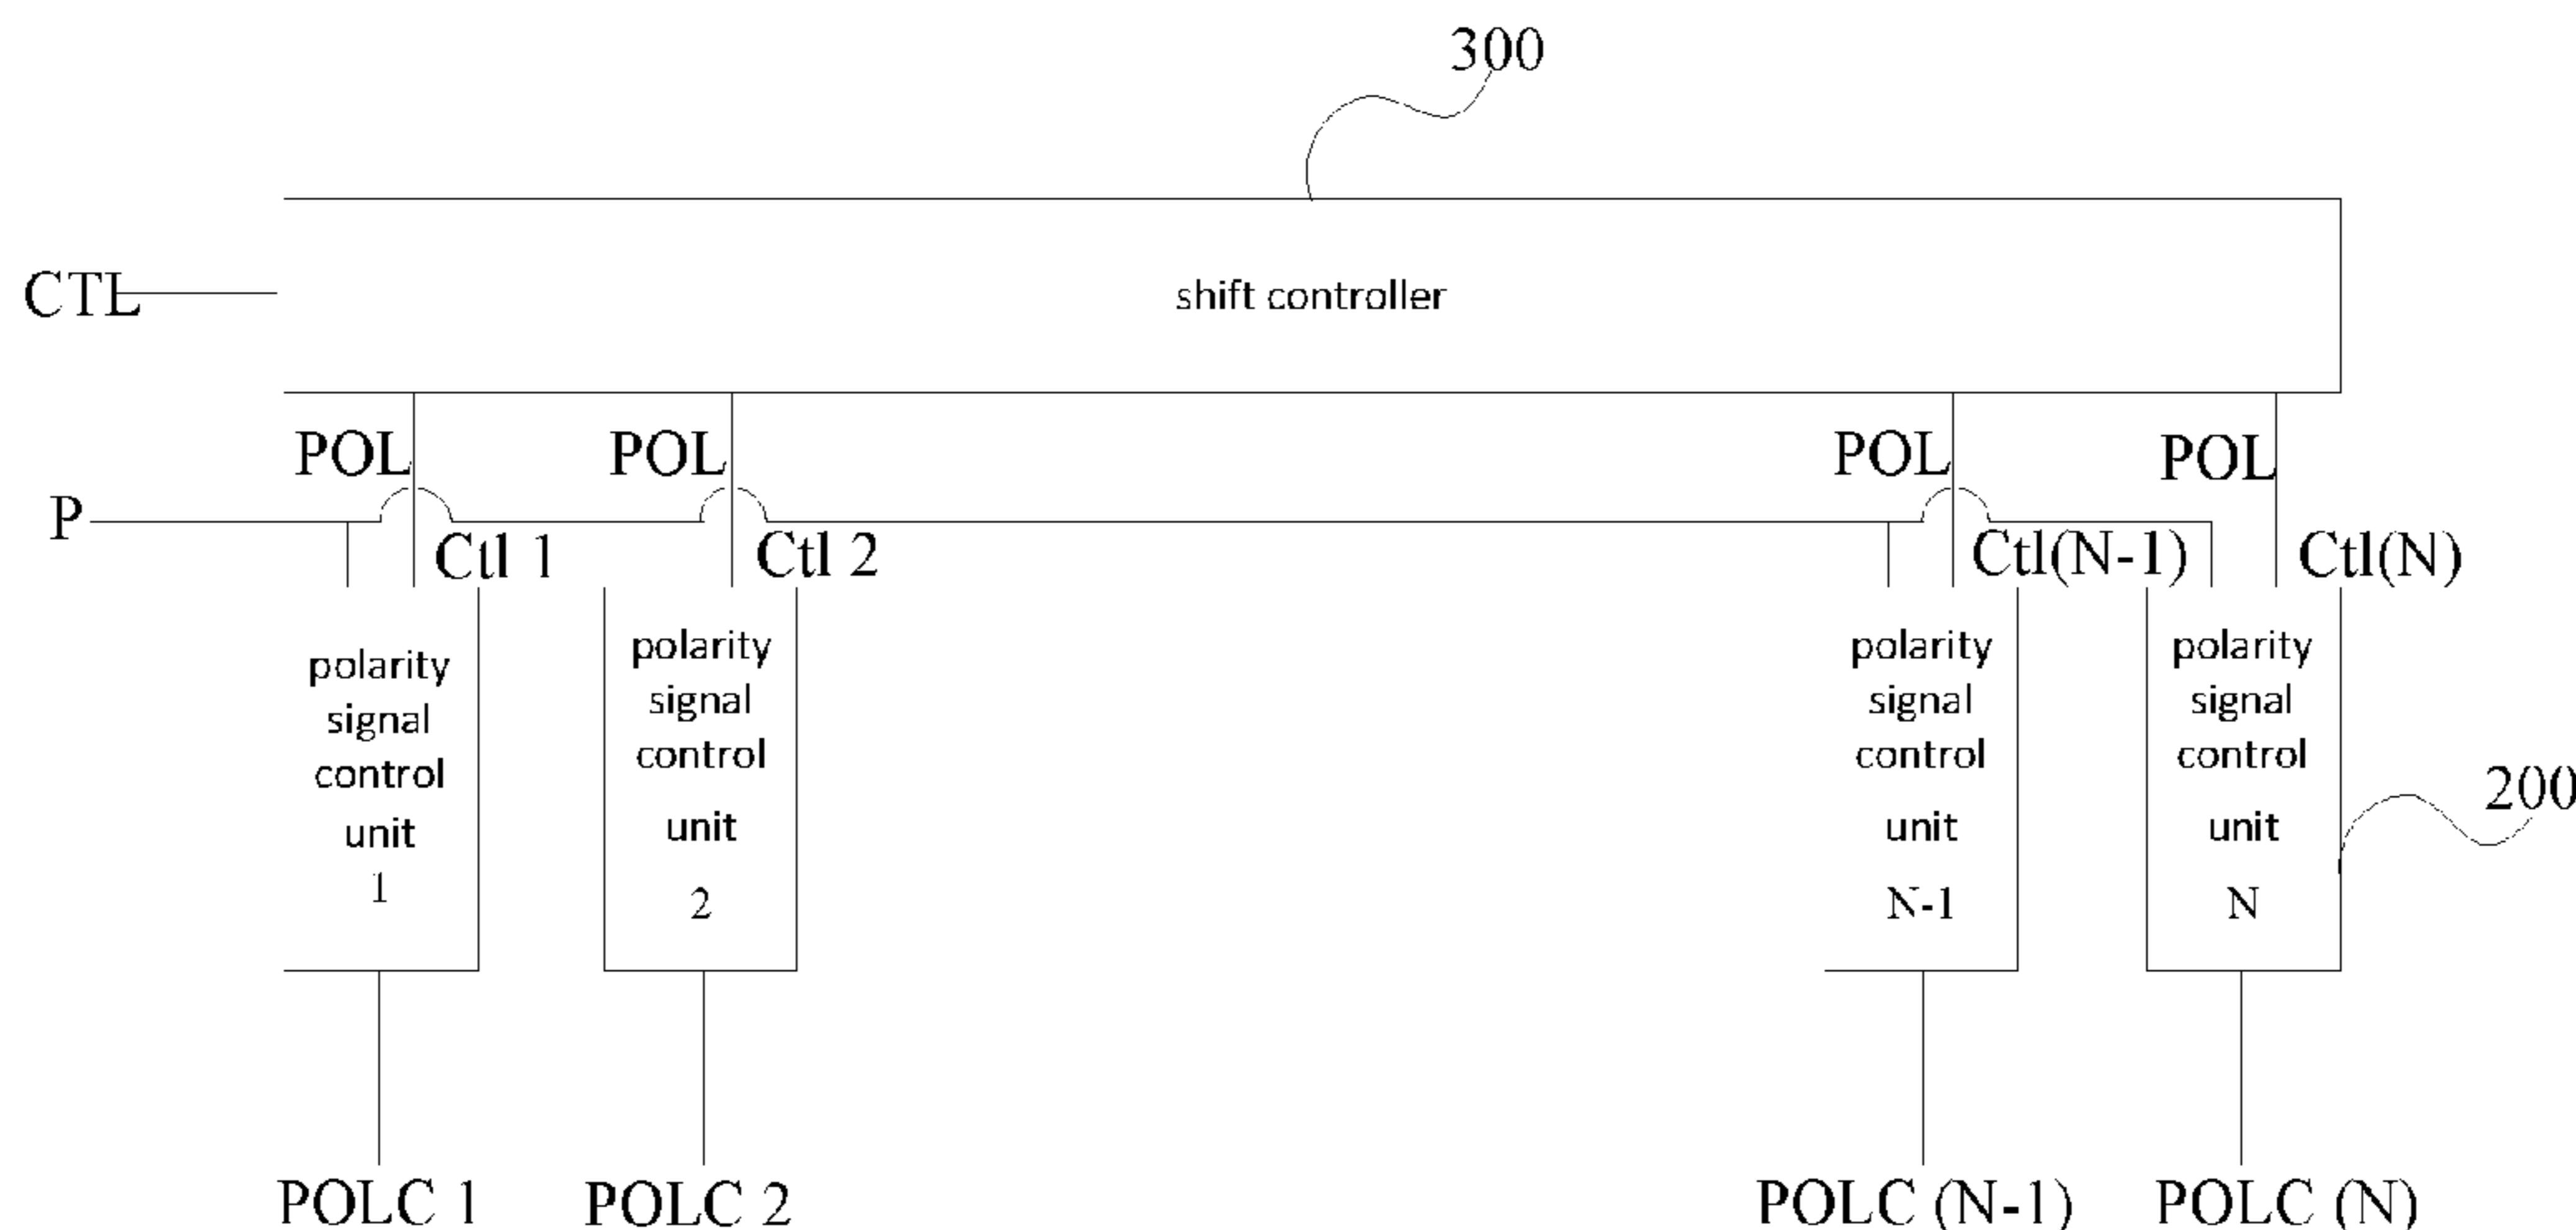 300
CTL
shift controller
POL
POL
POL
POL
P
Ctl 1
Ctl 2
Ctl(N-1)
Ctl(N)
polarity
signal
control
unit
1
polarity
signal
control
unit
2
polarity
signal
control
unit
N-1
polarity
signal
control
unit
N
200
POLC 1
POLC 2
POLC (N-1)
POLC (N)